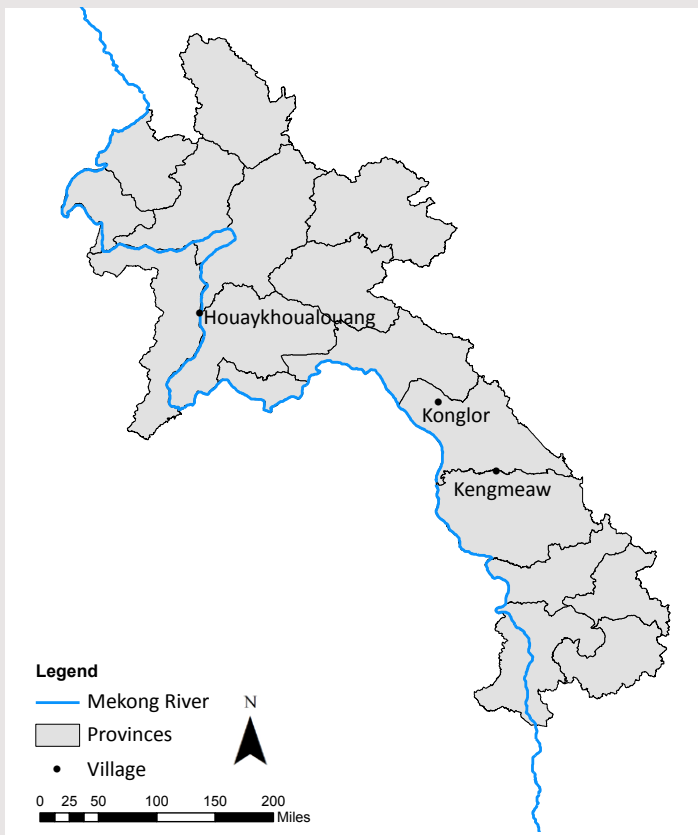 Houaykhoualouang
Konglor
Kengmeaw
Legend
Mekong River
N
Provinces
Village
0 25 50 100 150 200
Miles